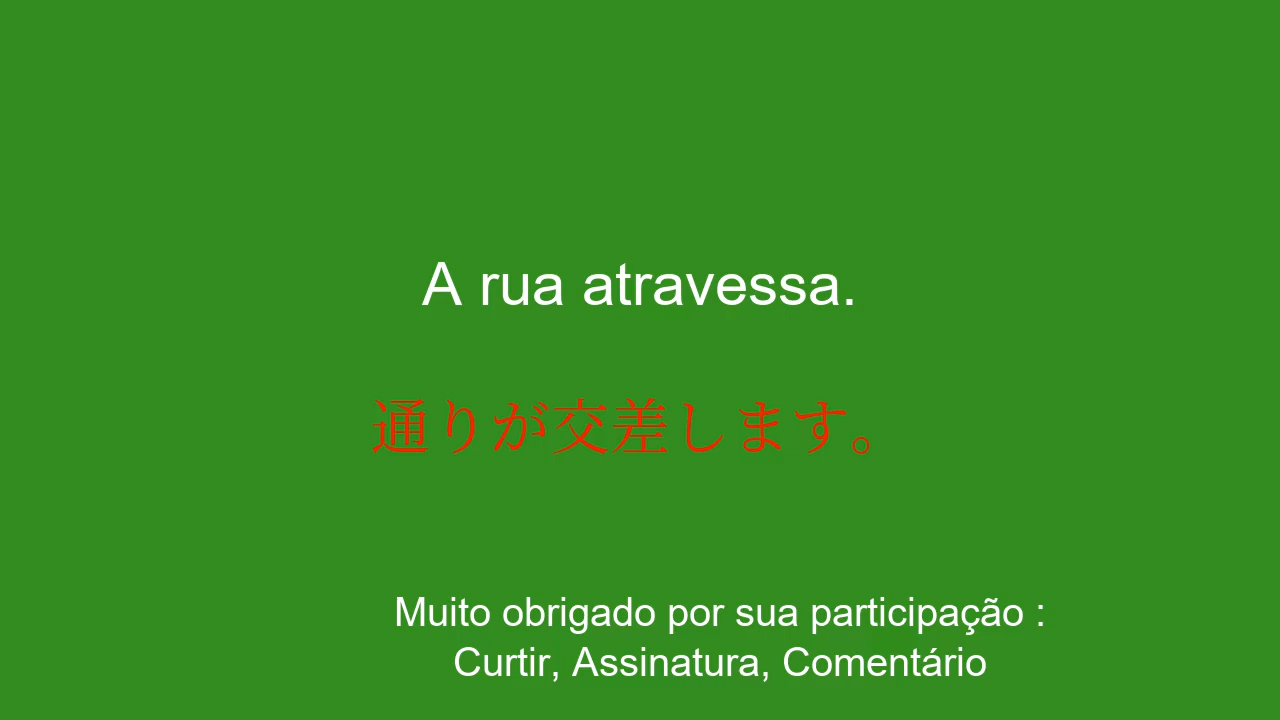 A rua atravessa.
通りが交差します。
Muito obrigado por sua participação :
Curtir, Assinatura, Comentário